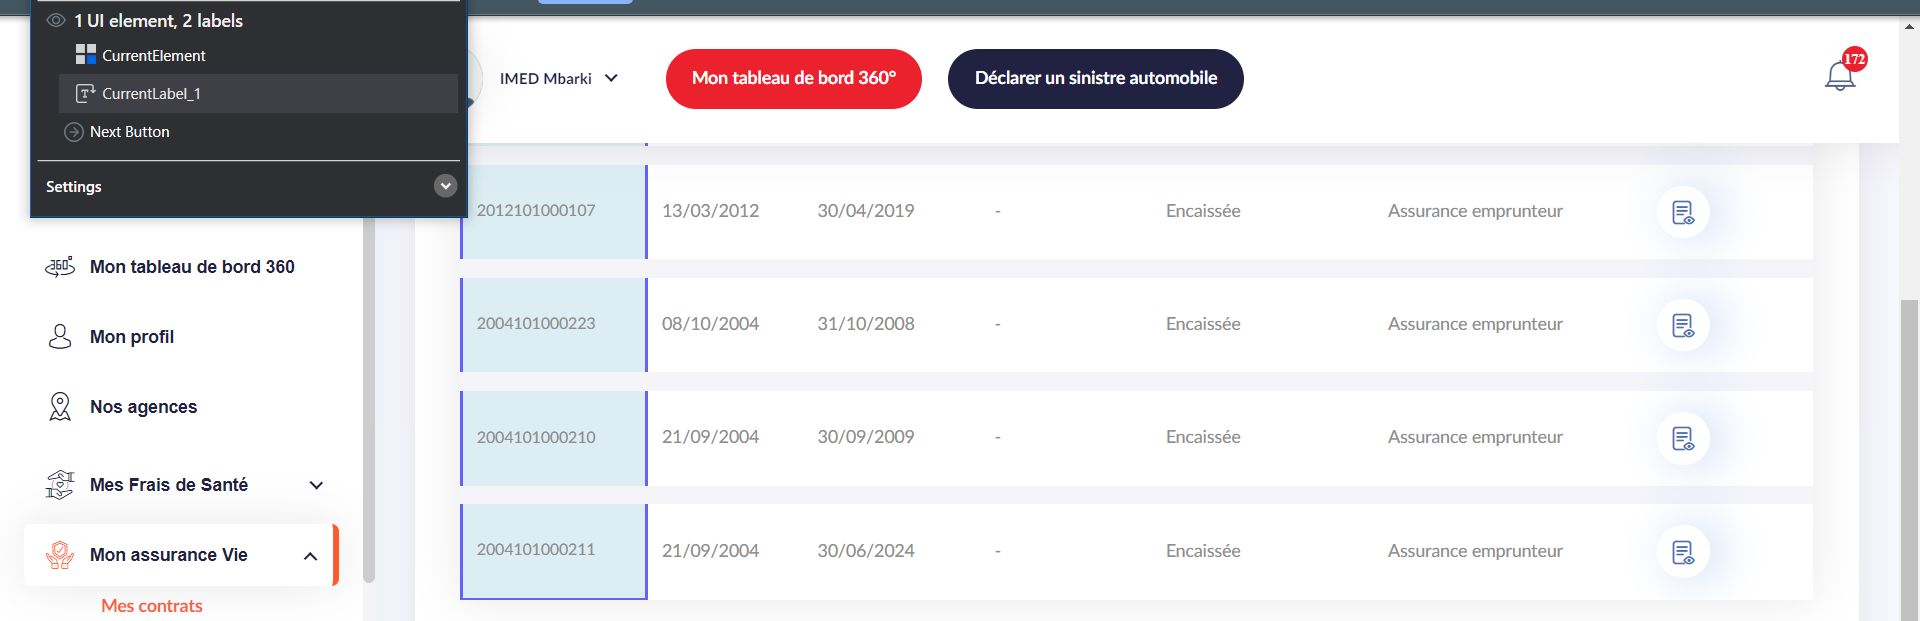 1 UI element, 2 labels
CurrentElement
CurrentLabel_1
Next Button
Settings
IMED Mbarki
Mon tableau de bord 360°
Déclarer un sinistre automobile
172
2012101000107 13/03/2012 30/04/2019 - Encaissée Assurance emprunteur
2004101000223 08/10/2004 31/10/2008 - Encaissée Assurance emprunteur
2004101000210 21/09/2004 30/09/2009 - Encaissée Assurance emprunteur
2004101000211 21/09/2004 30/06/2024 - Encaissée Assurance emprunteur
360°
Mon tableau de bord 360
Mon profil
Nos agences
Mes Frais de Santé
Mon assurance Vie
Mes contrats